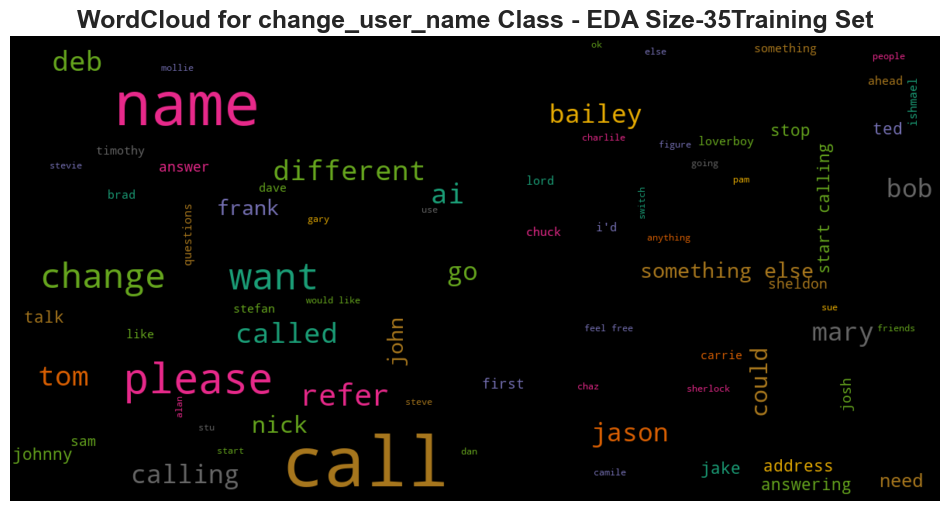 WordCloud for change_user_name Class - EDA Size-35Training Set
ok
else
something
deb
mollie
people
name
ahead
ishmael
bailey
charlile
figure
loverboy
stop
ted
timothy
stevie
answer
different
going
start calling
brad
dave
ai
lord
pam
bob
frank
use
switch
questions
gary
chuck
i'd
anything
change
want
go
something else
sheldon
would like
stefan
sue
talk
like
called
john
feel free
mary
friends
tom
please
refer
first
carrie
could
chaz
sherlock
josh
alan
steve
stu
nick
jason
johnny
sam
start
call
dan
calling
camile
jake
address
answering
need